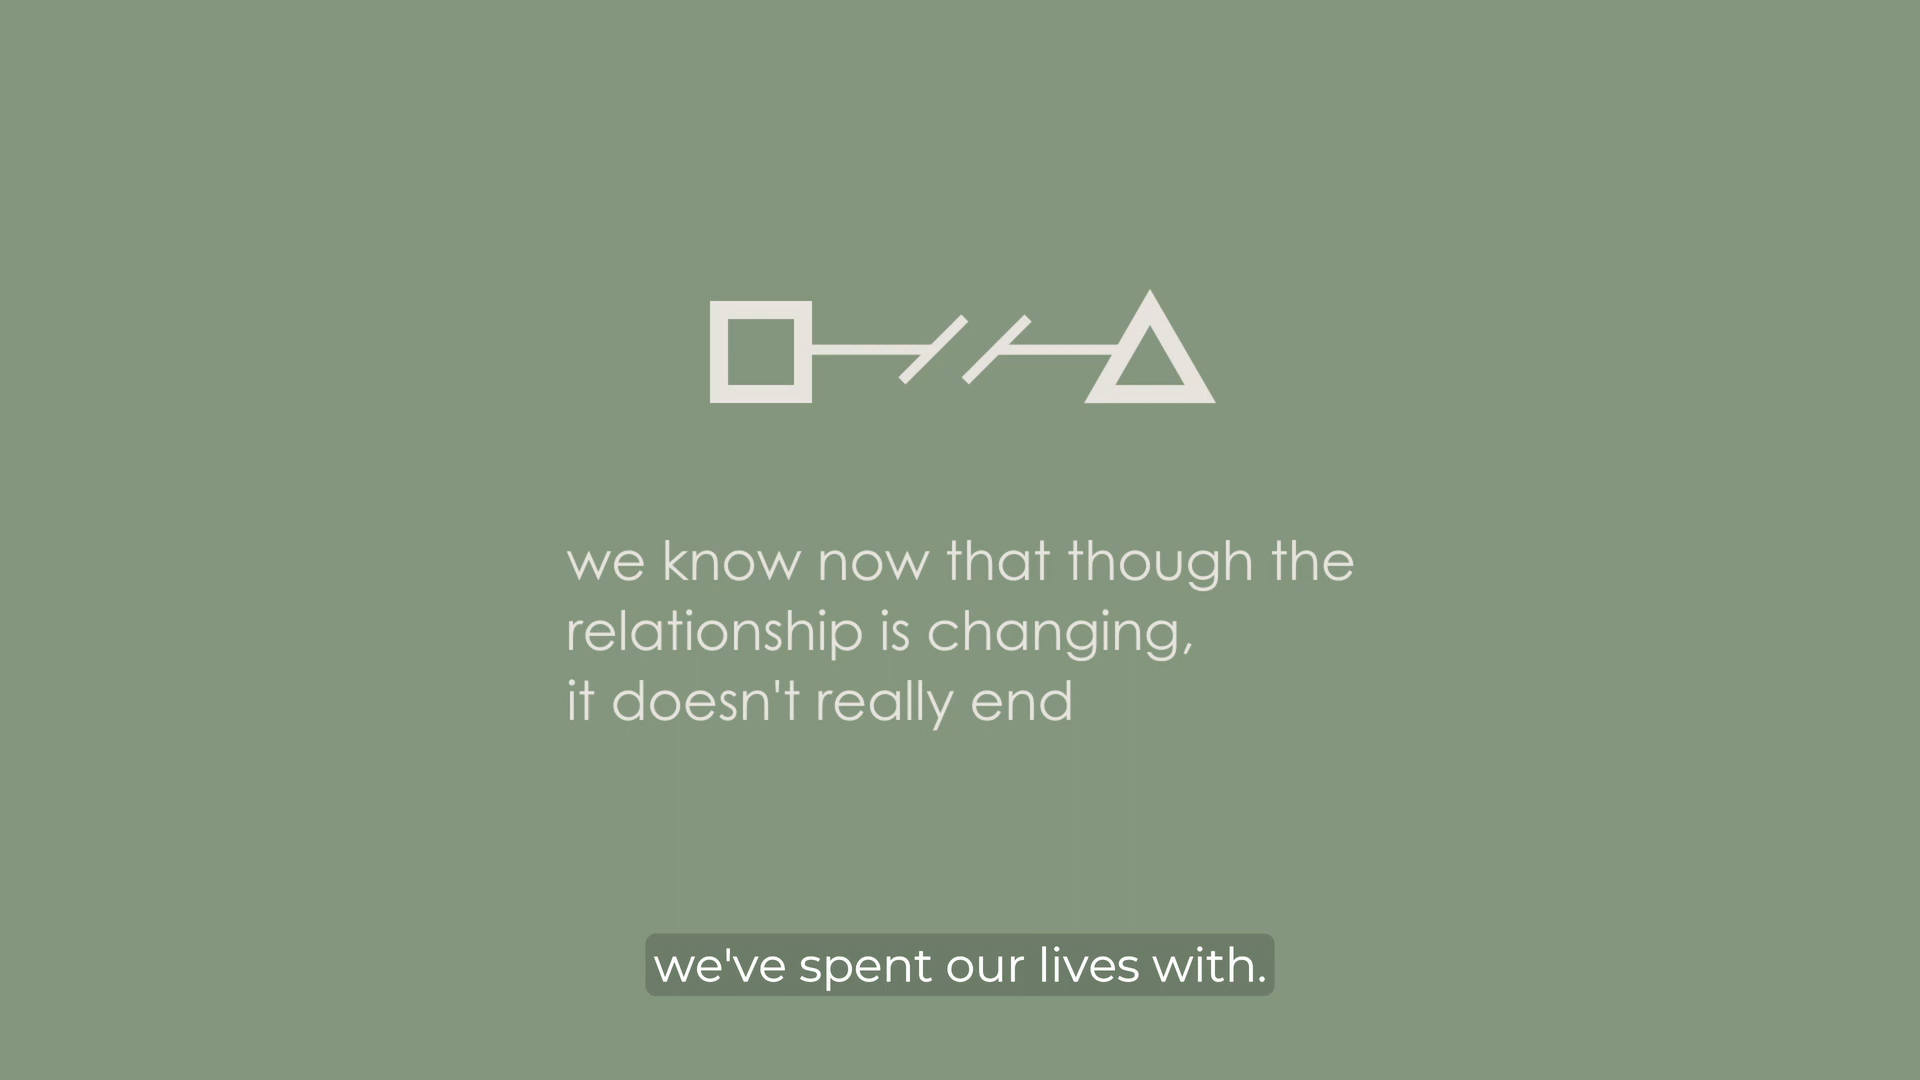 we know now that though the
relationship is changing,
it doesn't really end
we've spent our lives with.